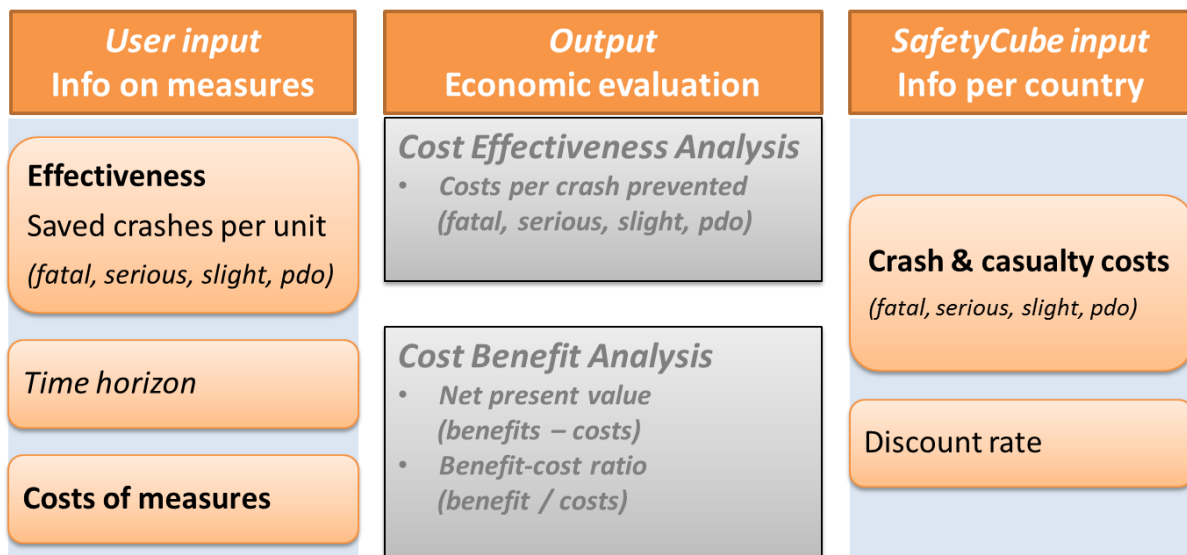 User input
Info on measures
Effectiveness
Saved crashes per unit
(fatal, serious, slight, pdo)
Time horizon
Costs of measures
Output
Economic evaluation
Cost Effectiveness Analysis
• Costs per crash prevented
(fatal, serious, slight, pdo)
Cost Benefit Analysis
• Net present value
(benefits – costs)
• Benefit-cost ratio
(benefit / costs)
SafetyCube input
Info per country
Crash & casualty costs
(fatal, serious, slight, pdo)
Discount rate